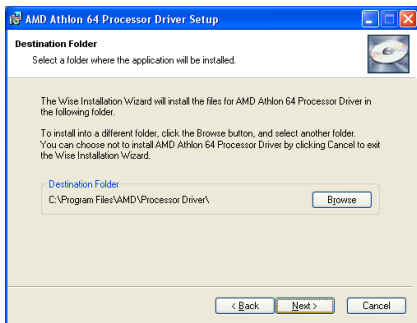 AMD Athlon 64 Processor Driver Setup
Destination Folder
Select a folder where the application will be installed.
The Wise Installation Wizard will install the files for AMD Athlon 64 Processor Driver in
the following folder.
To install into a different folder, click the Browse button, and select another folder.
You can choose not to install AMD Athlon 64 Processor Driver by clicking Cancel to exit
the Wise Installation Wizard.
Destination Folder
C:\Program Files\AMD\Processor Driver\
Browse
< Back
Next >
Cancel